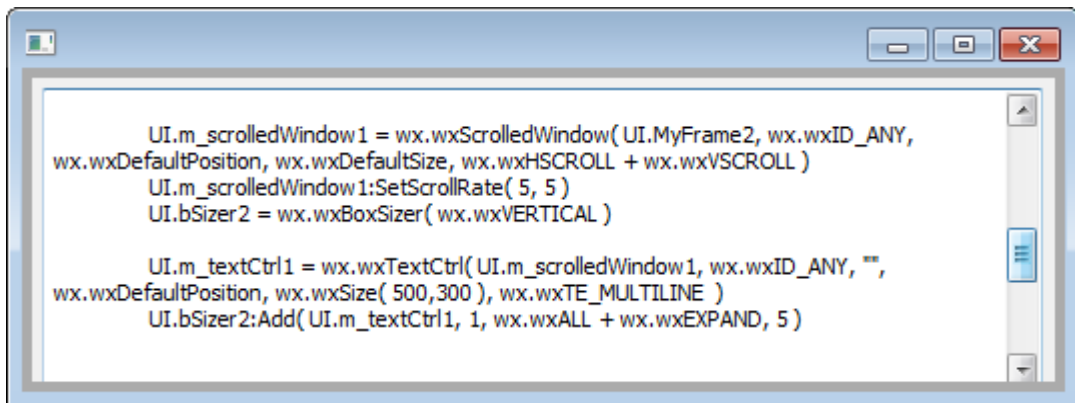 UI.m_scrolledWindow1 = wx.wxScrolledWindow( UI.MyFrame2, wx.wxID_ANY,
wx.wxDefaultPosition, wx.wxDefaultSize, wx.wxHSCROLL + wx.wxVSCROLL )
UI.m_scrolledWindow1:SetScrollRate( 5, 5 )
UI.bSizer2 = wx.wxBoxSizer( wx.wxVERTICAL )
UI.m_textCtrl1 = wx.wxTextCtrl( UI.m_scrolledWindow1, wx.wxID_ANY, "",
wx.wxDefaultPosition, wx.wxSize( 500,300 ), wx.wxTE_MULTILINE )
UI.bSizer2:Add( UI.m_textCtrl1, 1, wx.wxALL + wx.wxEXPAND, 5 )